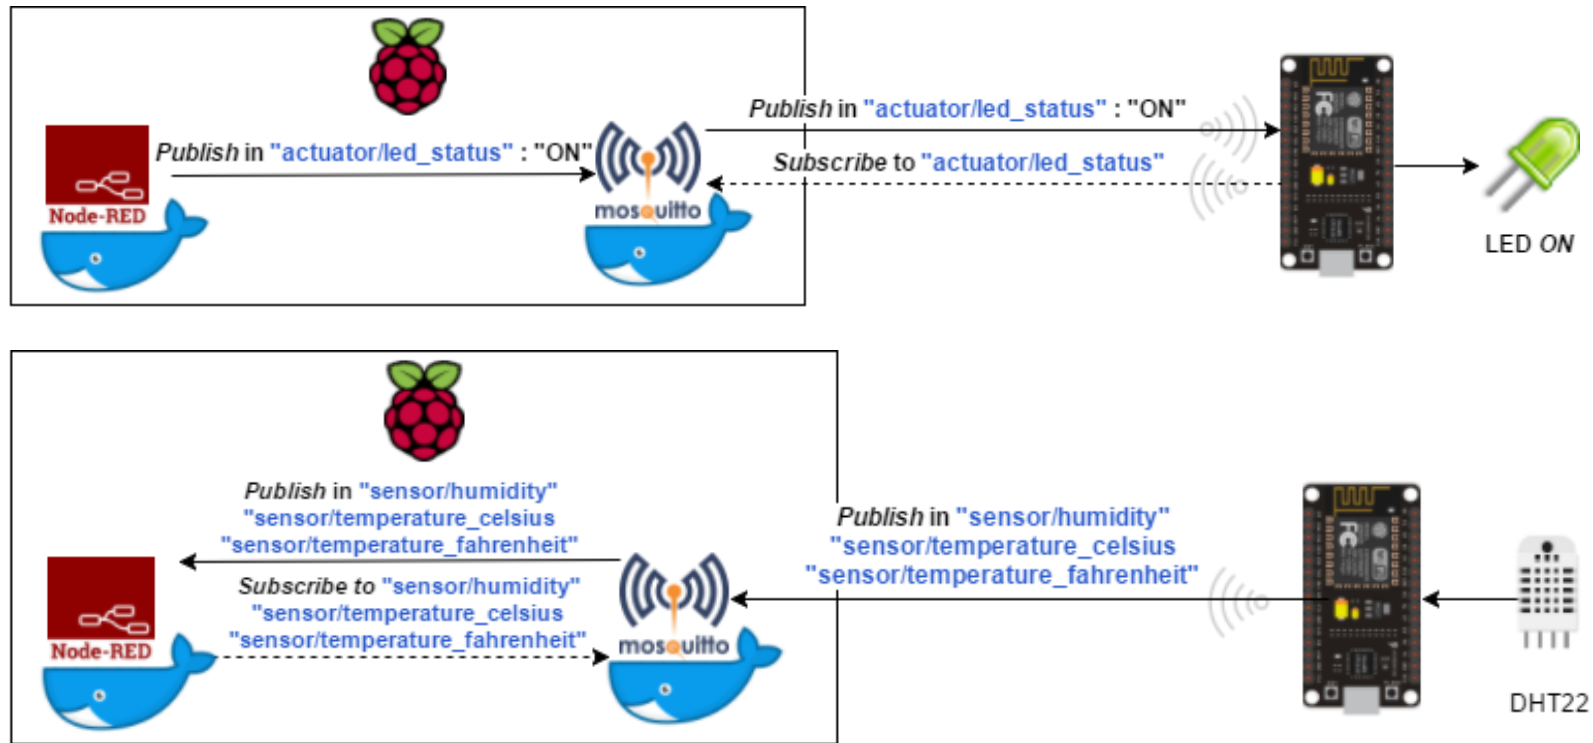 Publish in "actuator/led_status" : "ON"
Node-RED
mosquitto
Publish in "actuator/led_status" : "ON"
Subscribe to "actuator/led_status"
LED ON
Publish in "sensor/humidity"
"sensor/temperature_celsius
"sensor/temperature_fahrenheit"
Subscribe to "sensor/humidity"
"sensor/temperature_celsius
"sensor/temperature_fahrenheit"
Node-RED
mosquitto
Publish in "sensor/humidity"
"sensor/temperature_celsius
"sensor/temperature_fahrenheit"
DHT22